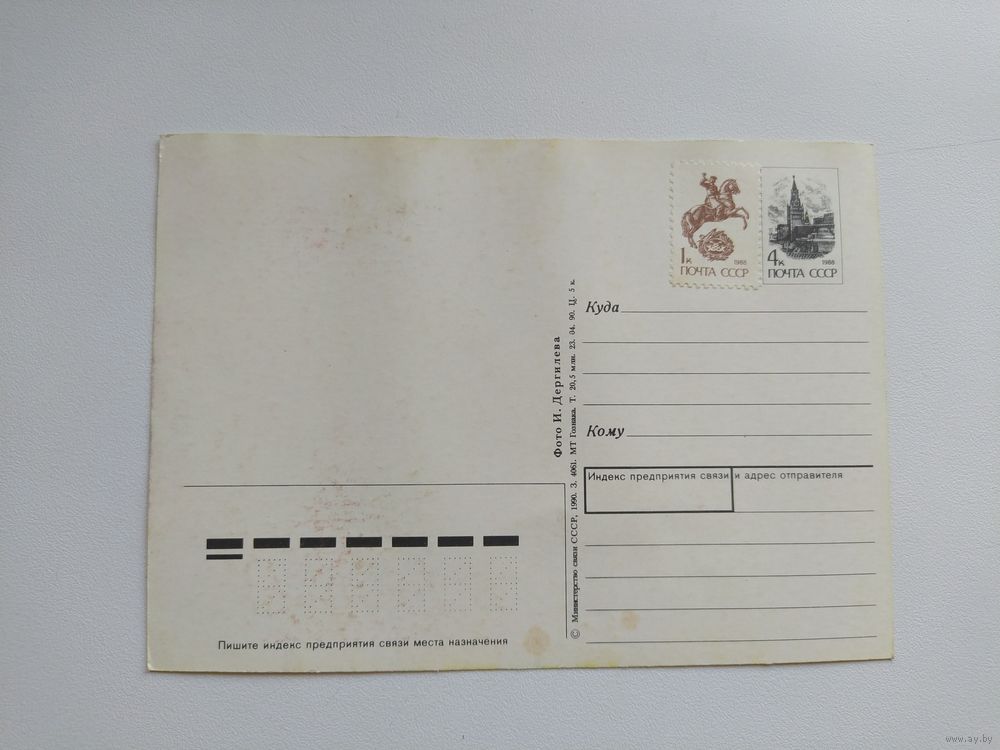 1к 1988
ПОЧТА СССР
4к 1988
ПОЧТА СССР
Куда
Кому
Индекс предприятия связи и адрес отправителя
Фото И. Дергилева
© Министерство связи СССР, 1990. З. 4061. МТ Гознака. Т. 20,5 млн. 23. 04. 90. Ц. 5 к.
Пишите индекс предприятия связи места назначения
www.ay.by